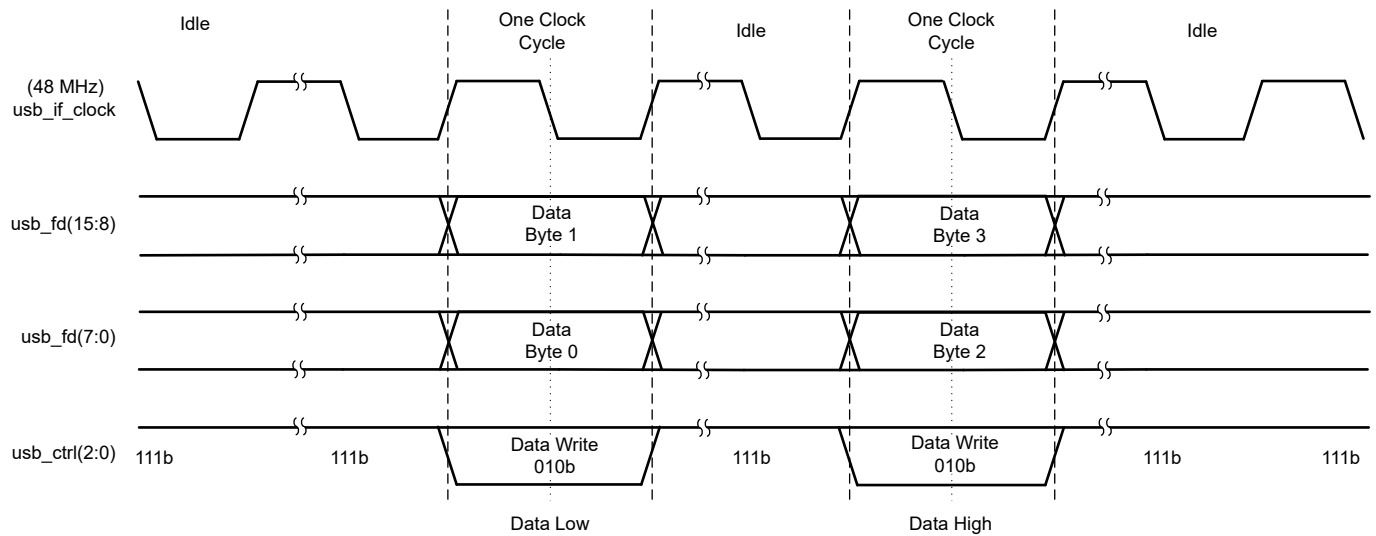 Idle
One Clock
Cycle
Idle
One Clock
Cycle
Idle
(48 MHz)
usb_if_clock
usb_fd(15:8)
Data
Byte 1
Data
Byte 3
usb_fd(7:0)
Data
Byte 0
Data
Byte 2
usb_ctrl(2:0)
111b
111b
Data Write
010b
111b
Data Write
010b
111b
111b
Data Low
Data High